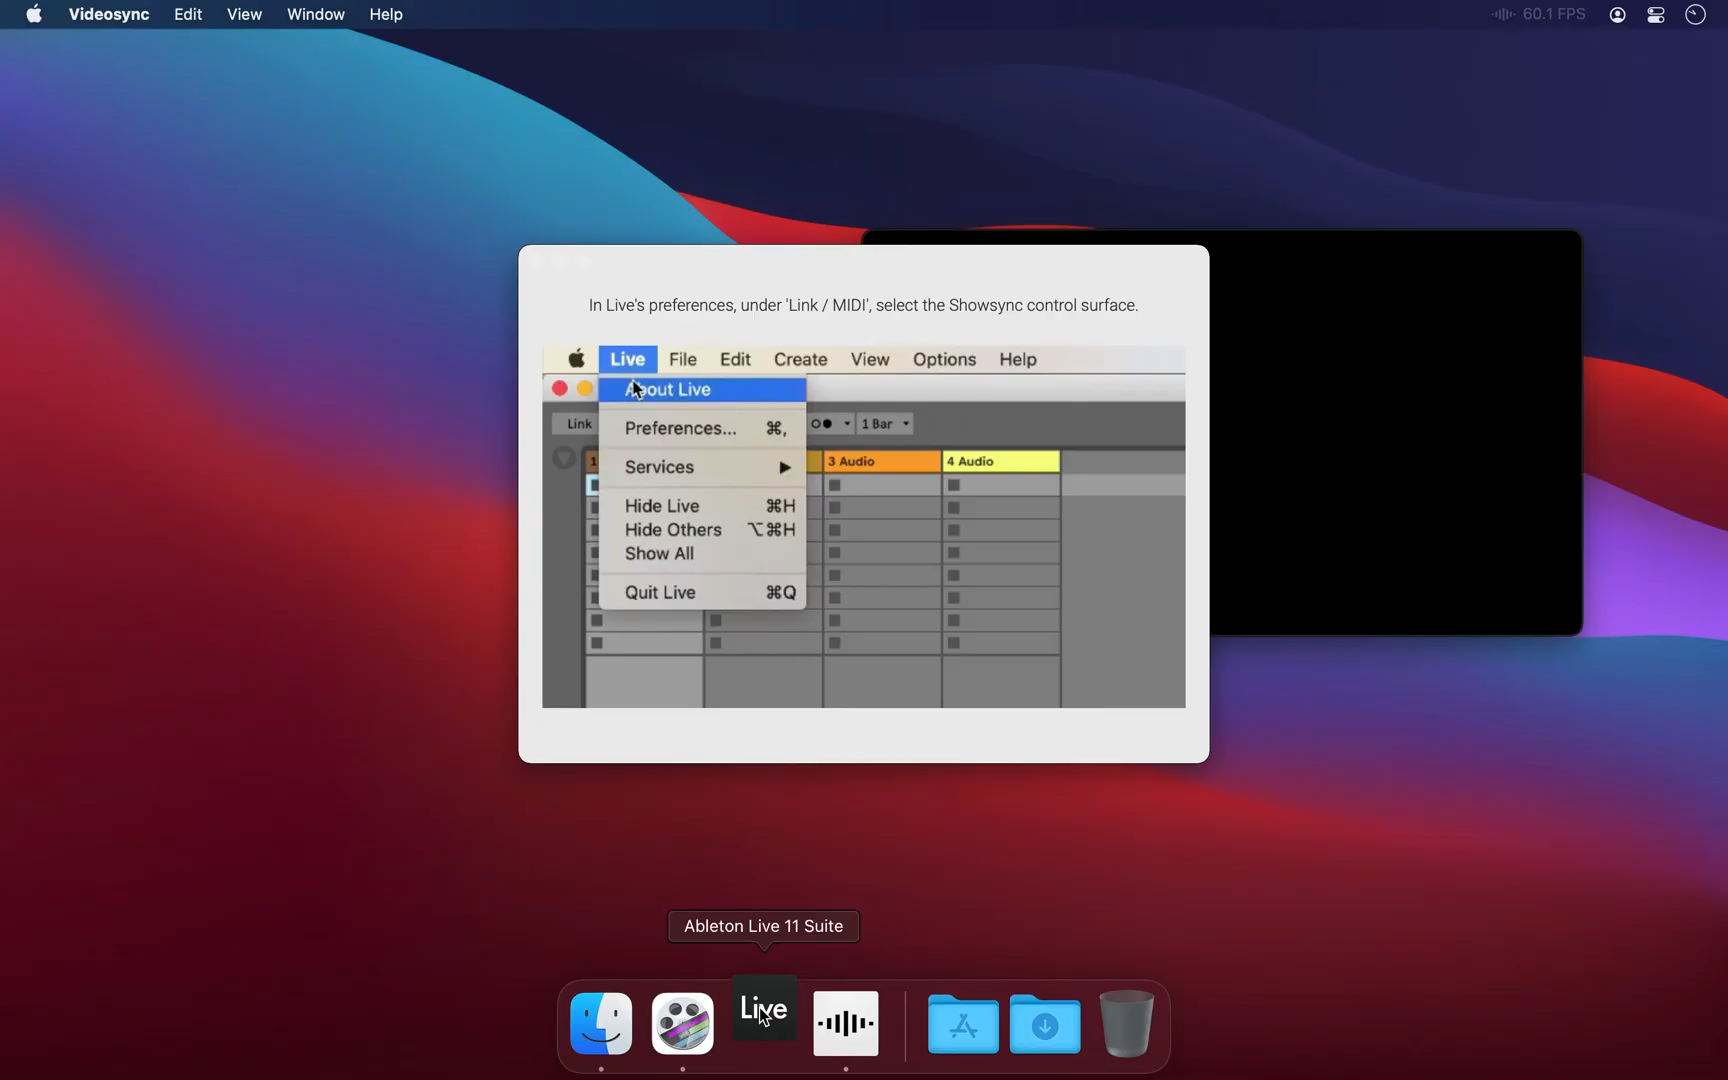 Videosync Edit View Window Help 60.1 FPS
In Live's preferences, under 'Link / MIDI', select the Showsync control surface.
Live File Edit Create View Options Help
About Live
Link Preferences... ⌘, 1 Bar
1 3 Audio 4 Audio
Services
Hide Live ⌘H
Hide Others ⌥⌘H
Show All
Quit Live ⌘Q
Ableton Live 11 Suite
Live